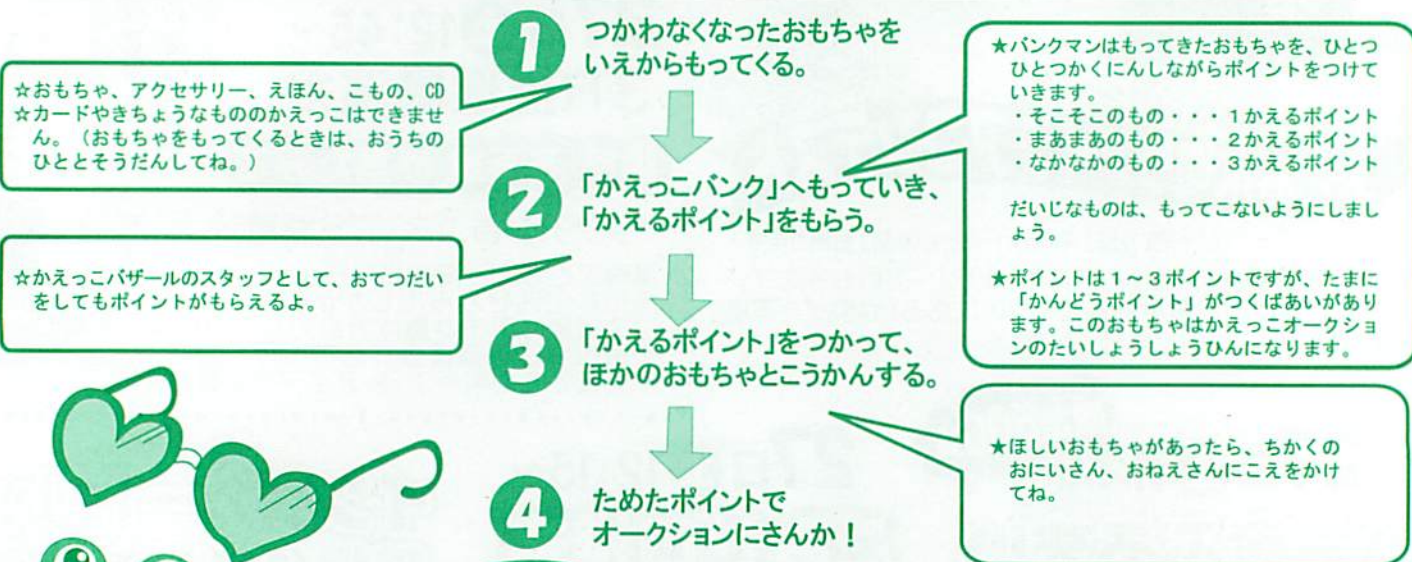 1
つかわなくなったおもちゃを
いえからもってくる。
☆おもちゃ、アクセサリー、えほん、こもの、CD
☆カードやきちょうなもののかえっこはできませ
ん。（おもちゃをもってくるときは、おうちの
ひととそうだんしてね。）
2
「かえっこバンク」へもっていき、
「かえるポイント」をもらう。
★バンクマンはもってきたおもちゃを、ひとつ
ひとつかくにんしながらポイントをつけて
いきます。
・そこそこのもの・・・１かえるポイント
・まあまあのもの・・・２かえるポイント
・なかなかのもの・・・３かえるポイント
だいじなものは、もってこないようにしまし
ょう。
★ポイントは１～３ポイントですが、たまに
「かんどうポイント」がつくばあいがあり
ます。このおもちゃはかえっこオークショ
ンのたいしょうしょうひんになります。
☆かえっこバザールのスタッフとして、おてつだい
をしてもポイントがもらえるよ。
3
「かえるポイント」をつかって、
ほかのおもちゃとこうかんする。
★ほしいおもちゃがあったら、ちかくの
おにいさん、おねえさんにこえをかけ
てね。
4
ためたポイントで
オークションにさんか！